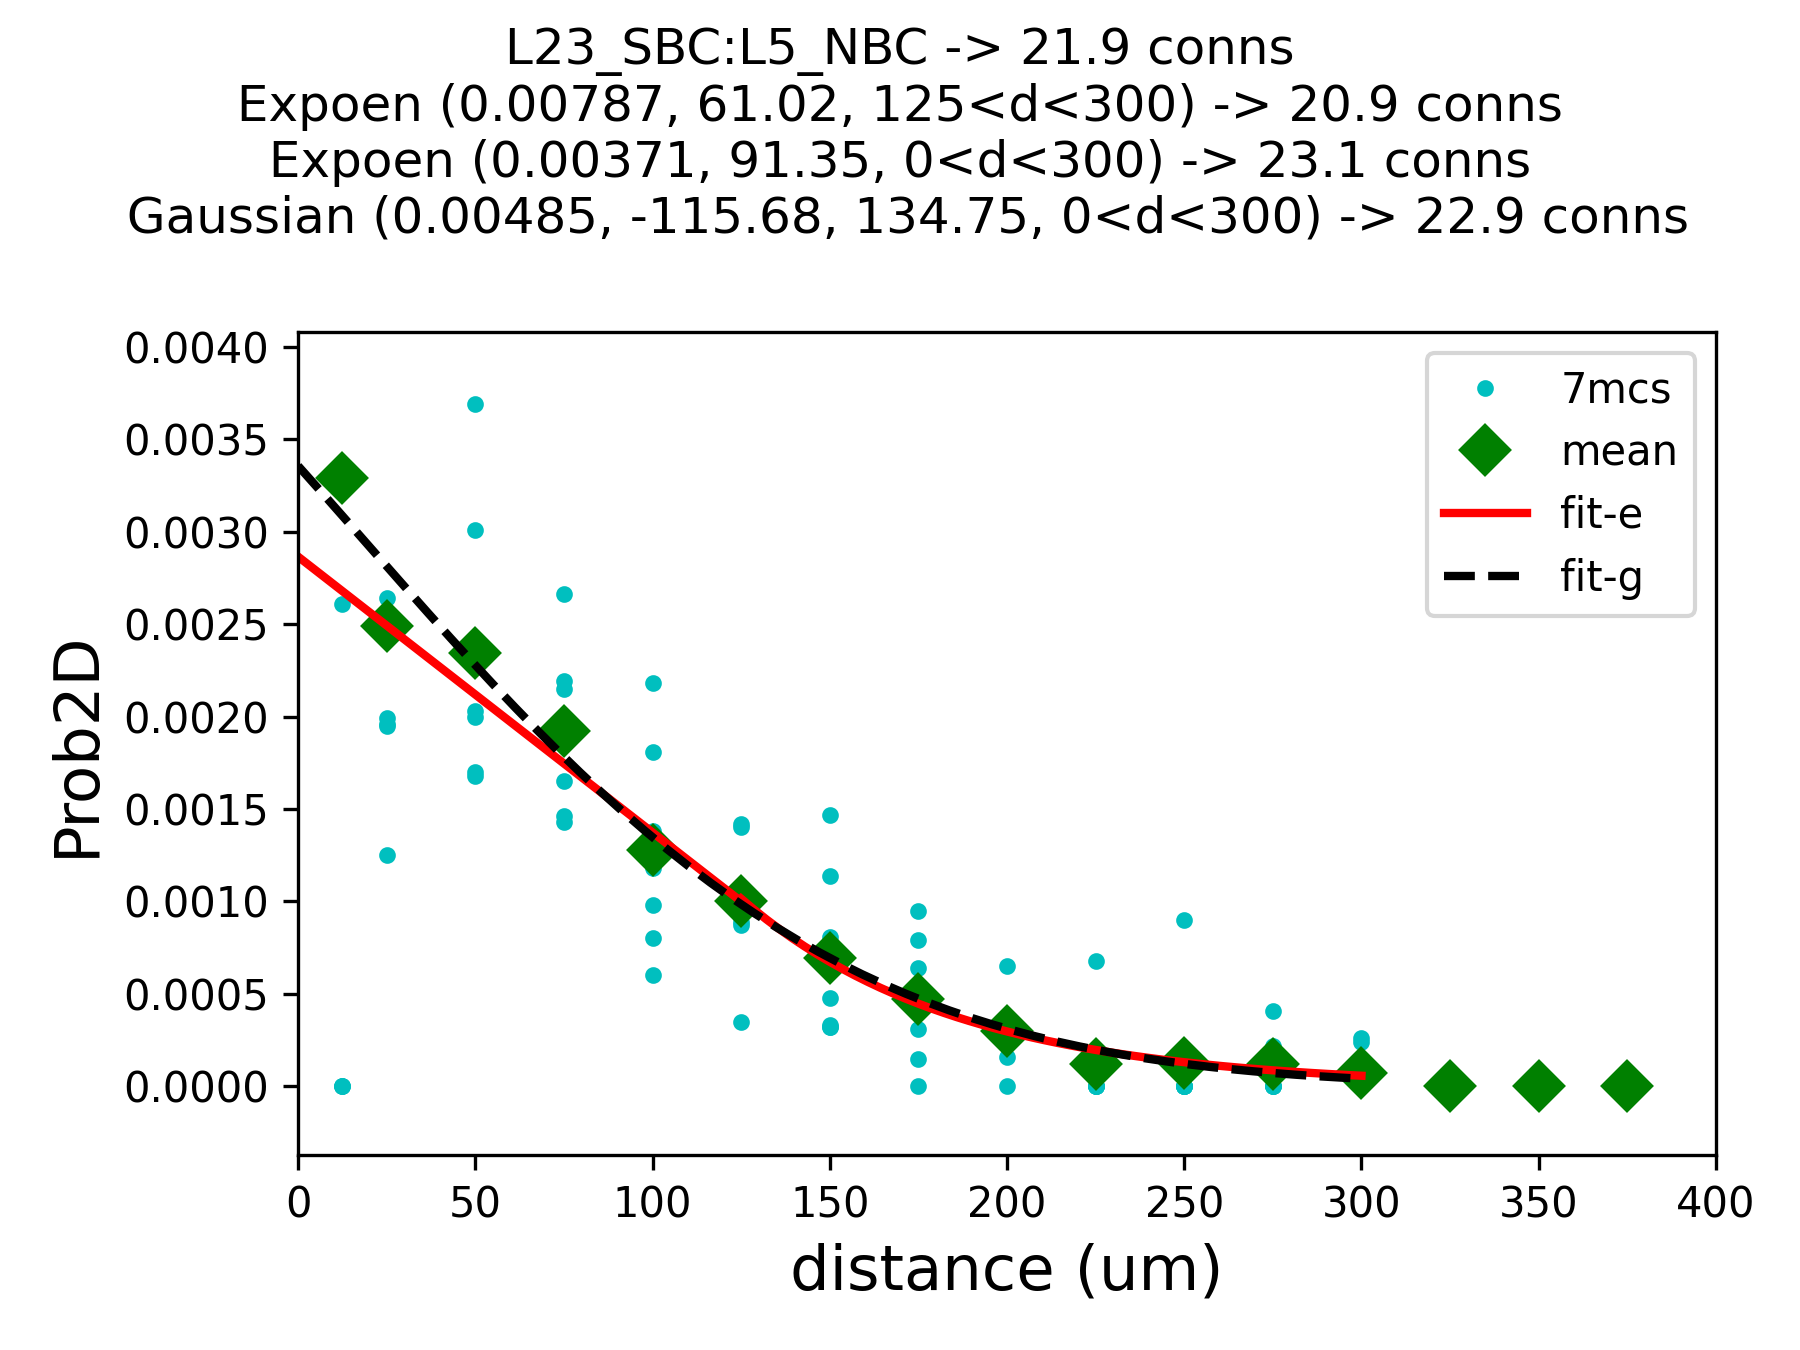 L23_SBC:L5_NBC -> 21.9 conns
Expoen (0.00787, 61.02, 125<d<300) -> 20.9 conns
Expoen (0.00371, 91.35, 0<d<300) -> 23.1 conns
Gaussian (0.00485, -115.68, 134.75, 0<d<300) -> 22.9 conns
0.0040
0.0035
0.0030
0.0025
0.0020
0.0015
0.0010
0.0005
0.0000
Prob2D
7mcs
mean
fit-e
fit-g
0 50 100 150 200 250 300 350 400
distance (um)